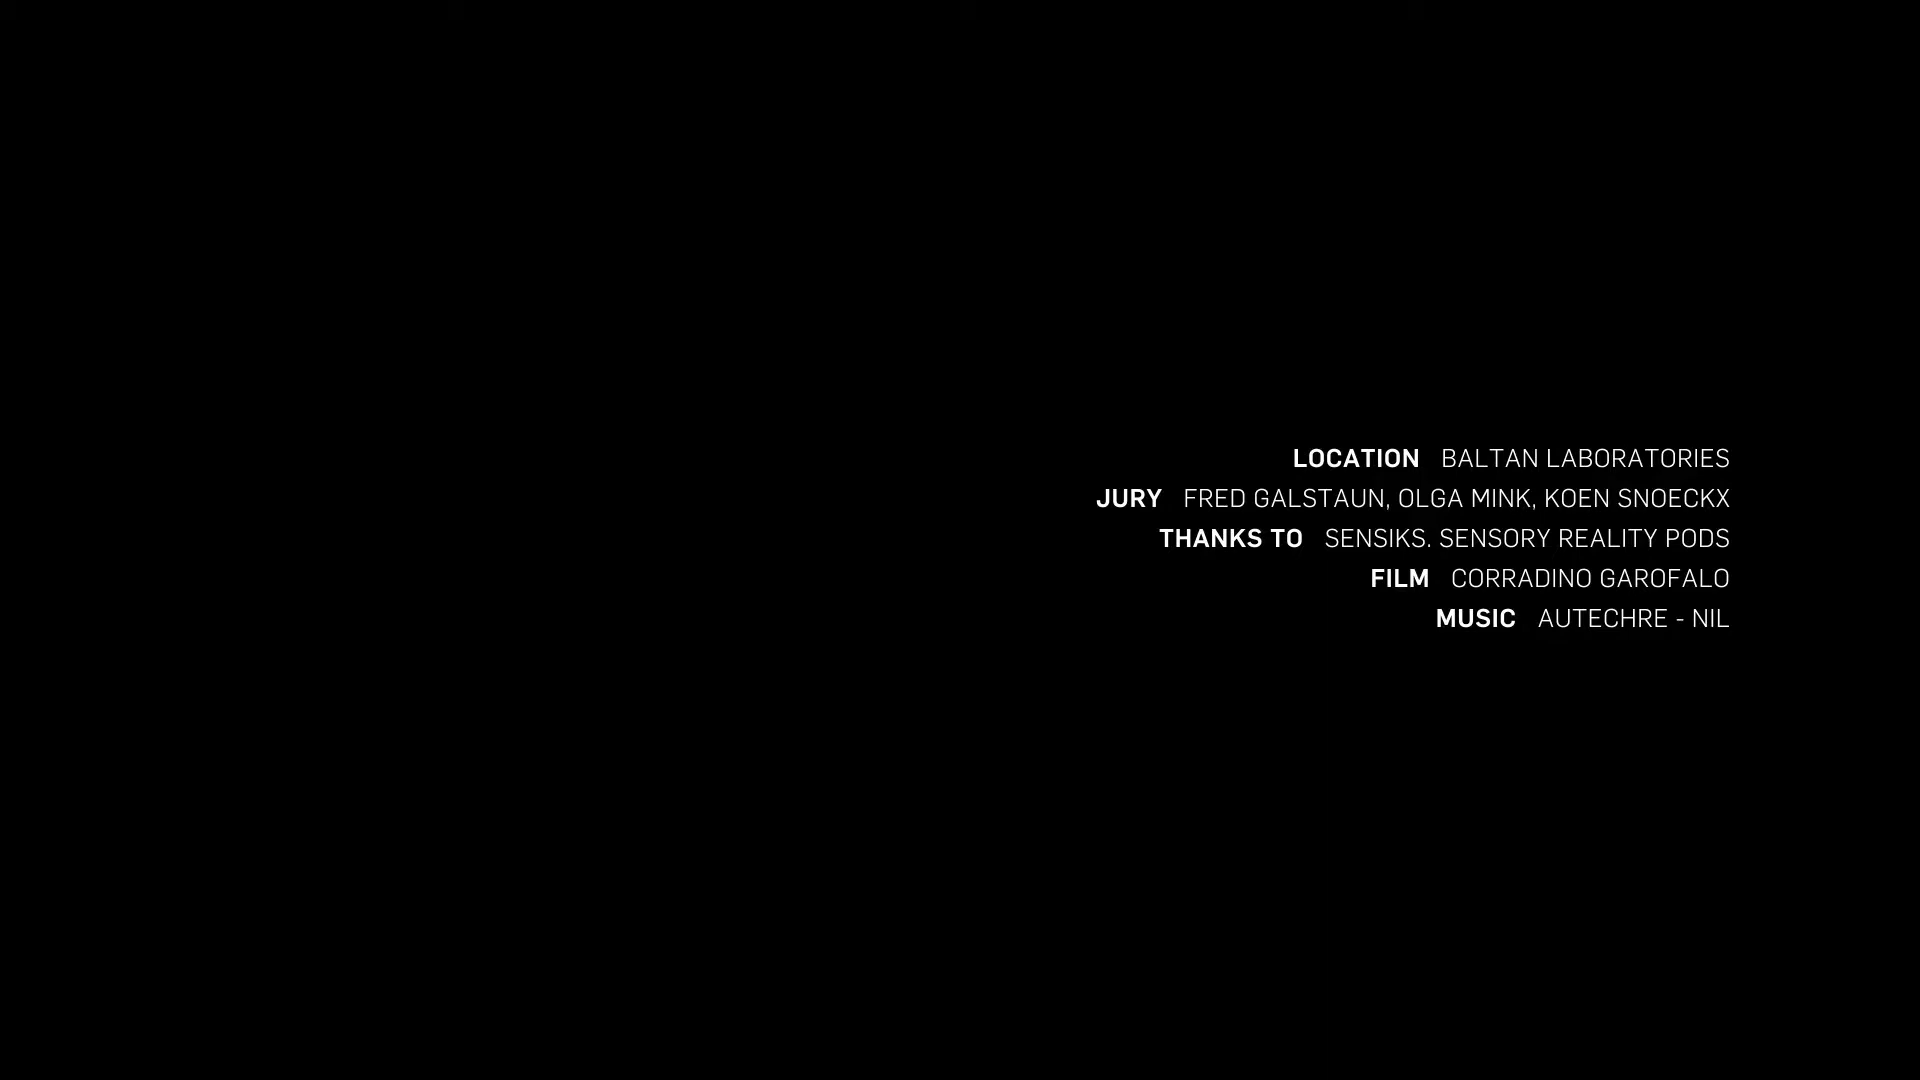 LOCATION BALTAN LABORATORIES
JURY FRED GALSTAUN, OLGA MINK, KOEN SNOECKX
THANKS TO SENSIKS. SENSORY REALITY PODS
FILM CORRADINO GAROFALO
MUSIC AUTECHRE - NIL